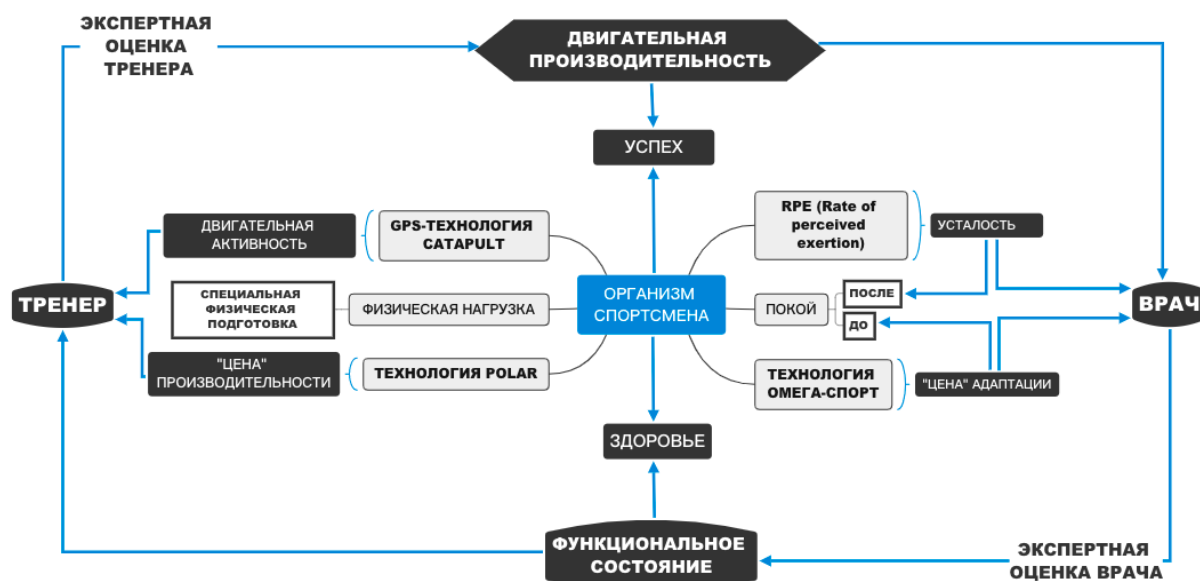 ЭКСПЕРТНАЯ
ОЦЕНКА
ТРЕНЕРА
ДВИГАТЕЛЬНАЯ
ПРОИЗВОДИТЕЛЬНОСТЬ
УСПЕХ
ДВИГАТЕЛЬНАЯ
АКТИВНОСТЬ
GPS-ТЕХНОЛОГИЯ
CATAPULT
RPE (Rate of
perceived
exertion)
УСТАЛОСТЬ
ТРЕНЕР
СПЕЦИАЛЬНАЯ
ФИЗИЧЕСКАЯ
ПОДГОТОВКА
ФИЗИЧЕСКАЯ НАГРУЗКА
ОРГАНИЗМ
СПОРТСМЕНА
ПОКОЙ
ПОСЛЕ
ДО
ВРАЧ
"ЦЕНА"
ПРОИЗВОДИТЕЛЬНОСТИ
ТЕХНОЛОГИЯ POLAR
ТЕХНОЛОГИЯ
ОМЕГА-СПОРТ
"ЦЕНА" АДАПТАЦИИ
ЗДОРОВЬЕ
ФУНКЦИОНАЛЬНОЕ
СОСТОЯНИЕ
ЭКСПЕРТНАЯ
ОЦЕНКА ВРАЧА